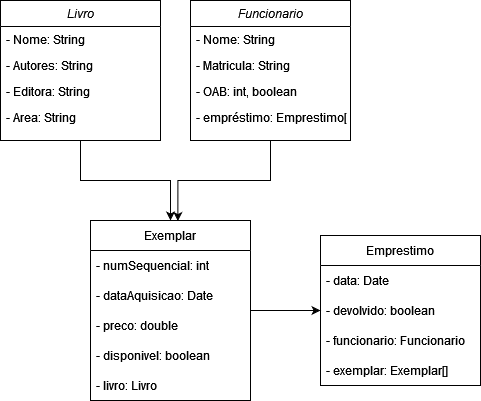 Livro
- Nome: String
- Autores: String
- Editora: String
- Area: String
Funcionario
- Nome: String
- Matricula: String
- OAB: int, boolean
- empréstimo: Emprestimo[
Exemplar
- numSequencial: int
- dataAquisicao: Date
- preco: double
- disponivel: boolean
- livro: Livro
Emprestimo
- data: Date
- devolvido: boolean
- funcionario: Funcionario
- exemplar: Exemplar[]